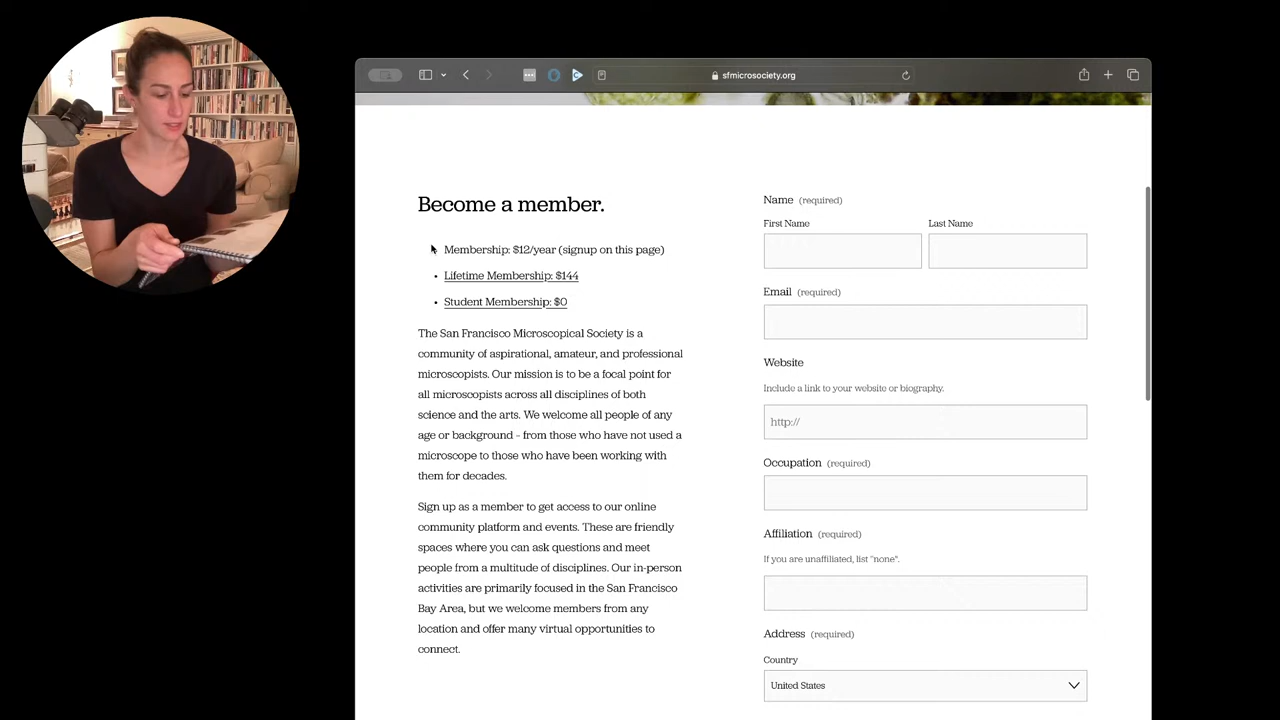 sfmicrosociety.org
Become a member.
Membership: $12/year (signup on this page)
Lifetime Membership: $144
Student Membership: $0
The San Francisco Microscopical Society is a
community of aspirational, amateur, and professional
microscopists. Our mission is to be a focal point for
all microscopists across all disciplines of both
science and the arts. We welcome all people of any
age or background - from those who have not used a
microscope to those who have been working with
them for decades.
Sign up as a member to get access to our online
community platform and events. These are friendly
spaces where you can ask questions and meet
people from a multitude of disciplines. Our in-person
activities are primarily focused in the San Francisco
Bay Area, but we welcome members from any
location and offer many virtual opportunities to
connect.
Name (required)
First Name Last Name
Email (required)
Website
Include a link to your website or biography.
http://
Occupation (required)
Affiliation (required)
If you are unaffiliated, list "none".
Address (required)
Country
United States